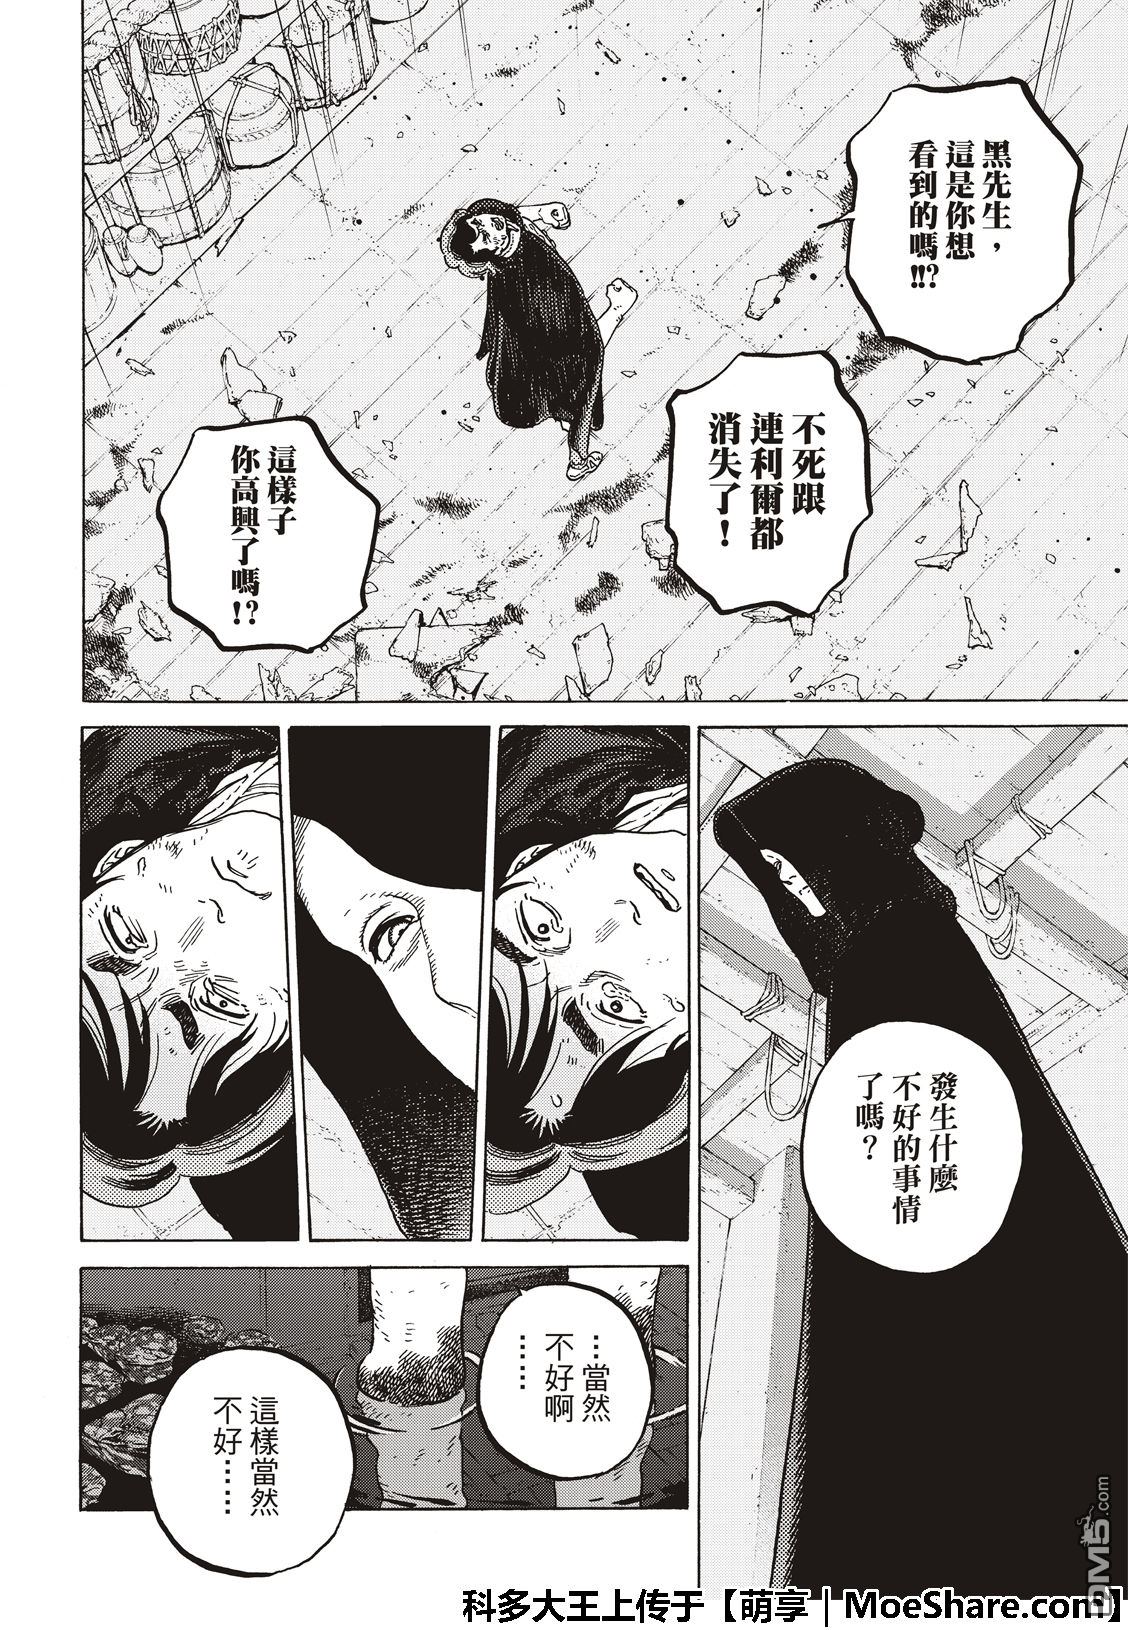 黑先生，
這是你想
看到的嗎!!?
不死跟
連利爾都
消失了！
這樣子
你高興了嗎!?
發生什麼
不好的事情
了嗎？
…當然
不好啊
……
這樣當然
不好……
DM5.com
科多大王上传于【萌享｜MoeShare.com】